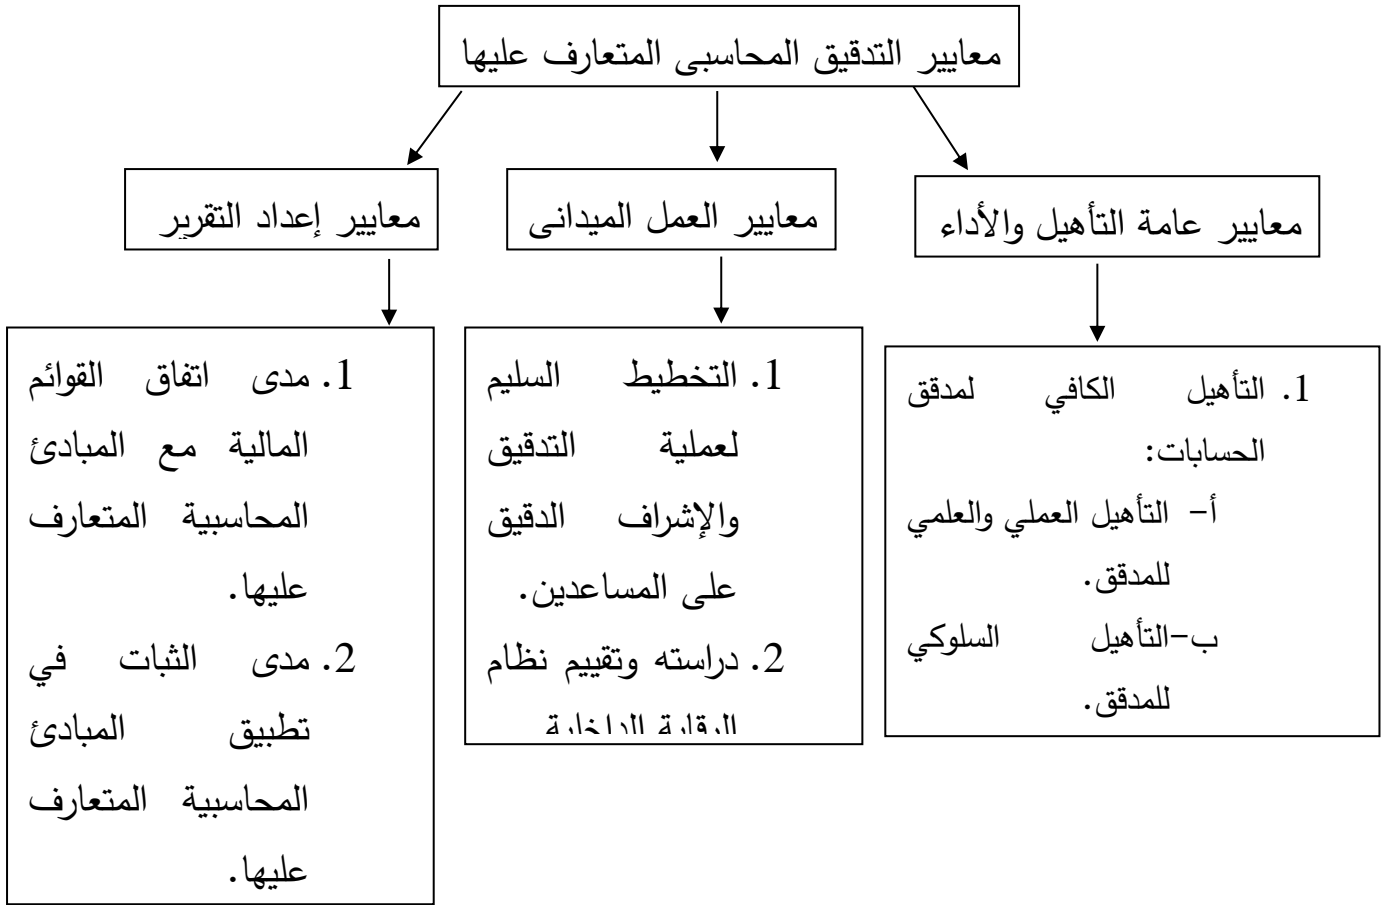 معايير التدقيق المحاسبى المتعارف عليها
معايير عامة التأهيل والأداء
معايير العمل الميدانى
معايير إعداد التقرير
1. التأهيل الكافي لمدقق
الحسابات:
أ- التأهيل العملي والعلمي
للمدقق.
ب-التأهيل السلوكي
للمدقق.
1. التخطيط السليم
لعملية التدقيق
والإشراف الدقيق
على المساعدين.
2. دراسته وتقييم نظام
الرقابة الداخلية
1. مدى اتفاق القوائم
المالية مع المبادئ
المحاسبية المتعارف
عليها.
2. مدى الثبات في
تطبيق المبادئ
المحاسبية المتعارف
عليها.